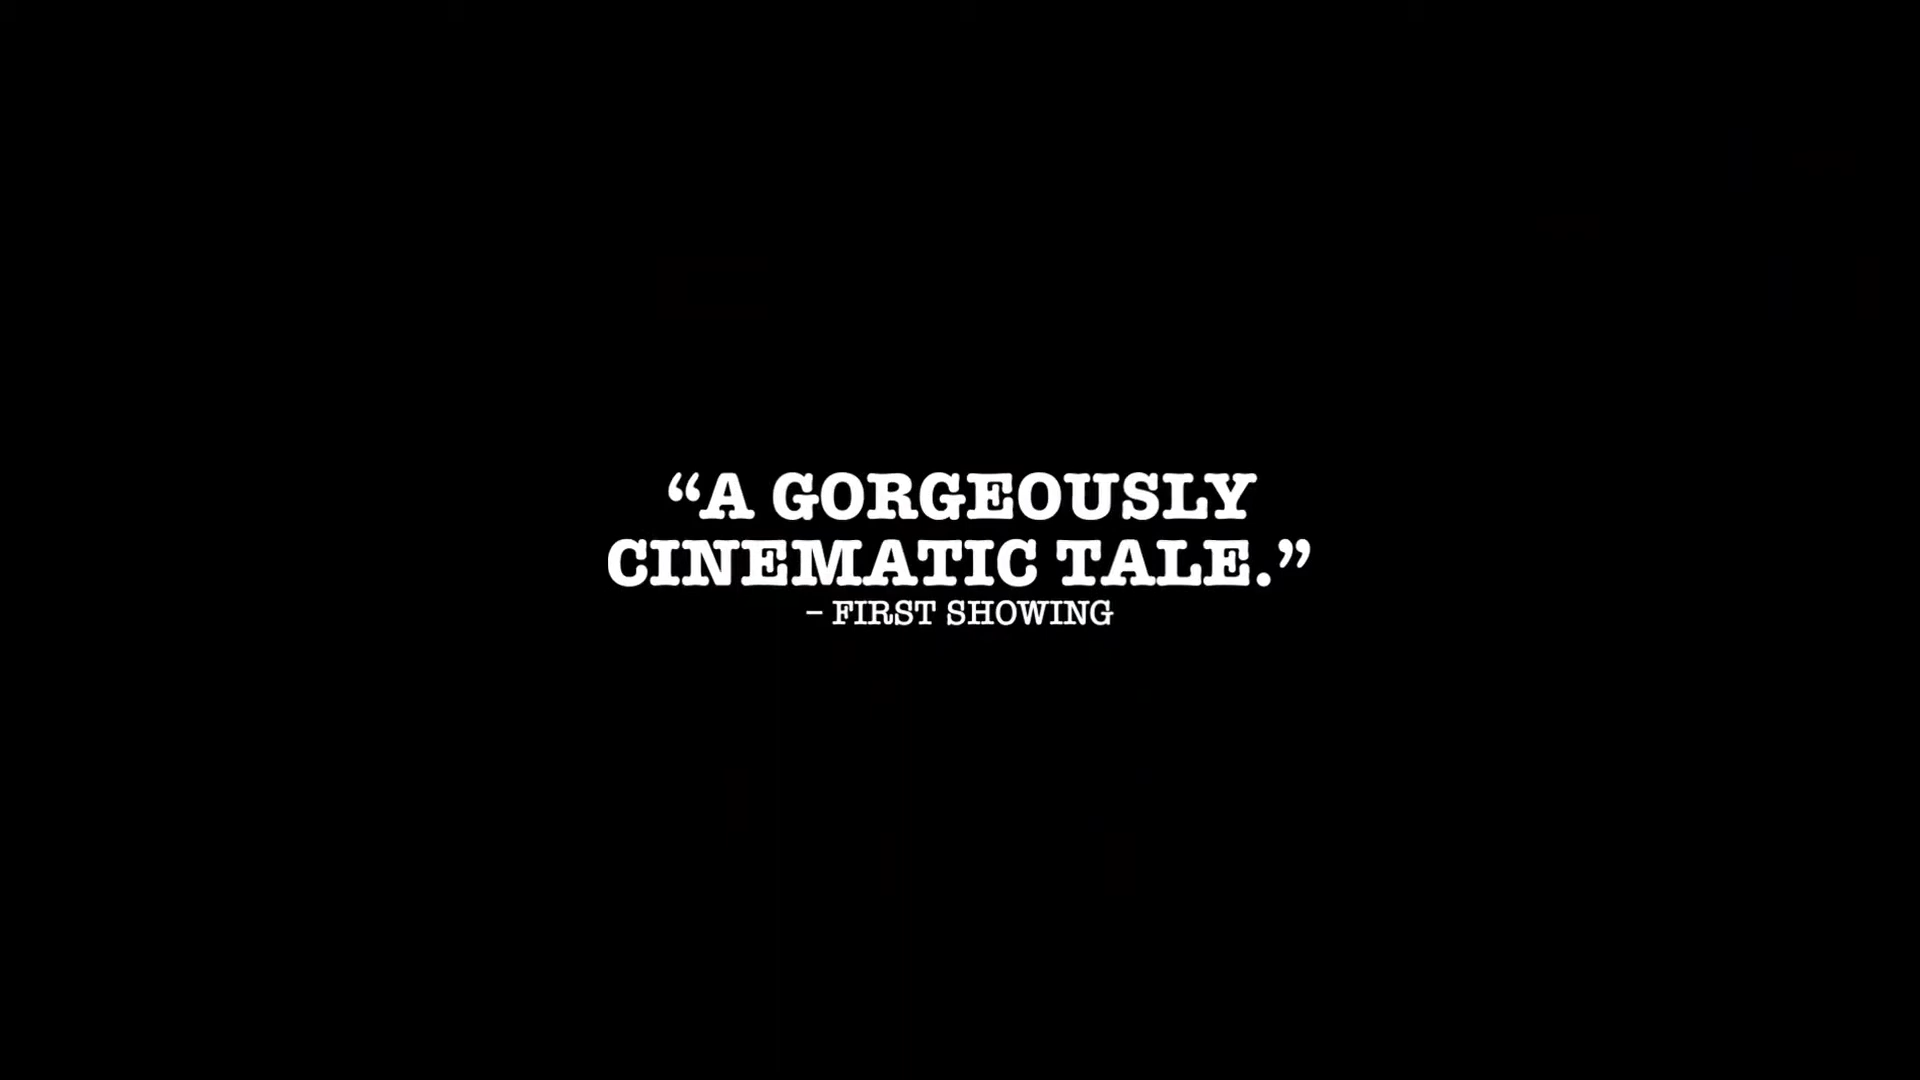 “A GORGEOUSLY
CINEMATIC TALE.”
– FIRST SHOWING